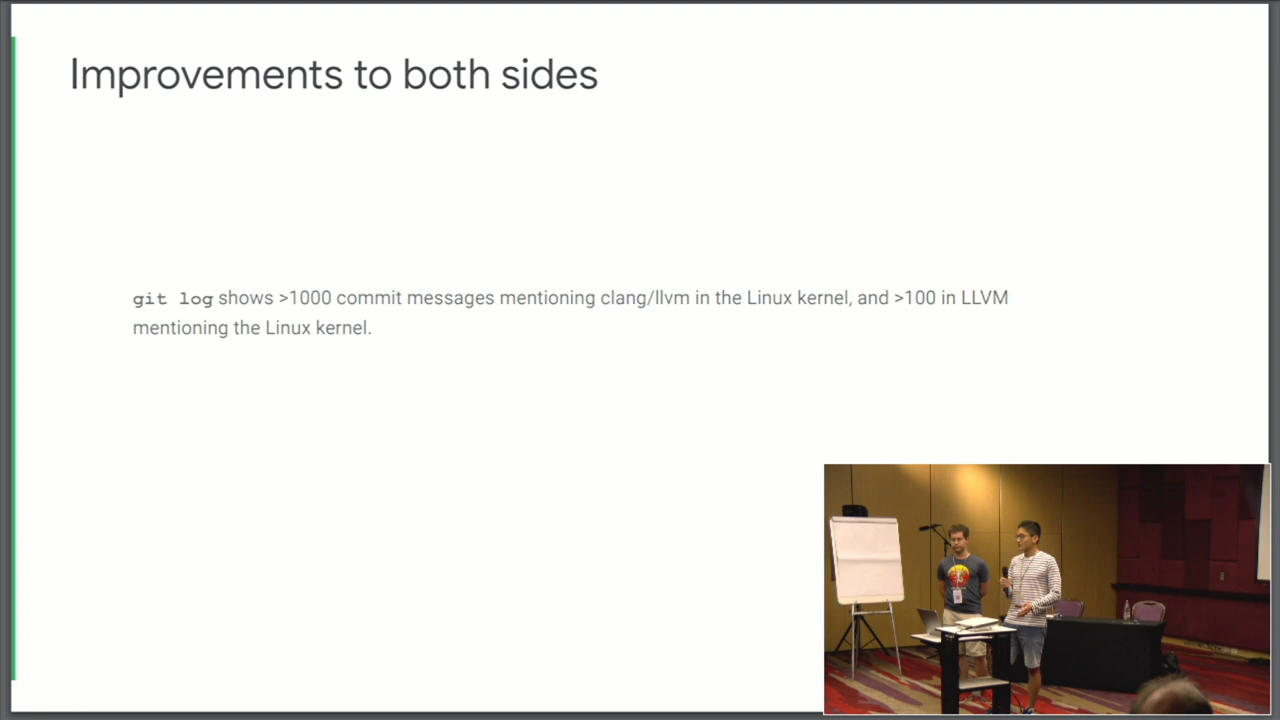 Improvements to both sides
git log shows >1000 commit messages mentioning clang/llvm in the Linux kernel, and >100 in LLVM
mentioning the Linux kernel.